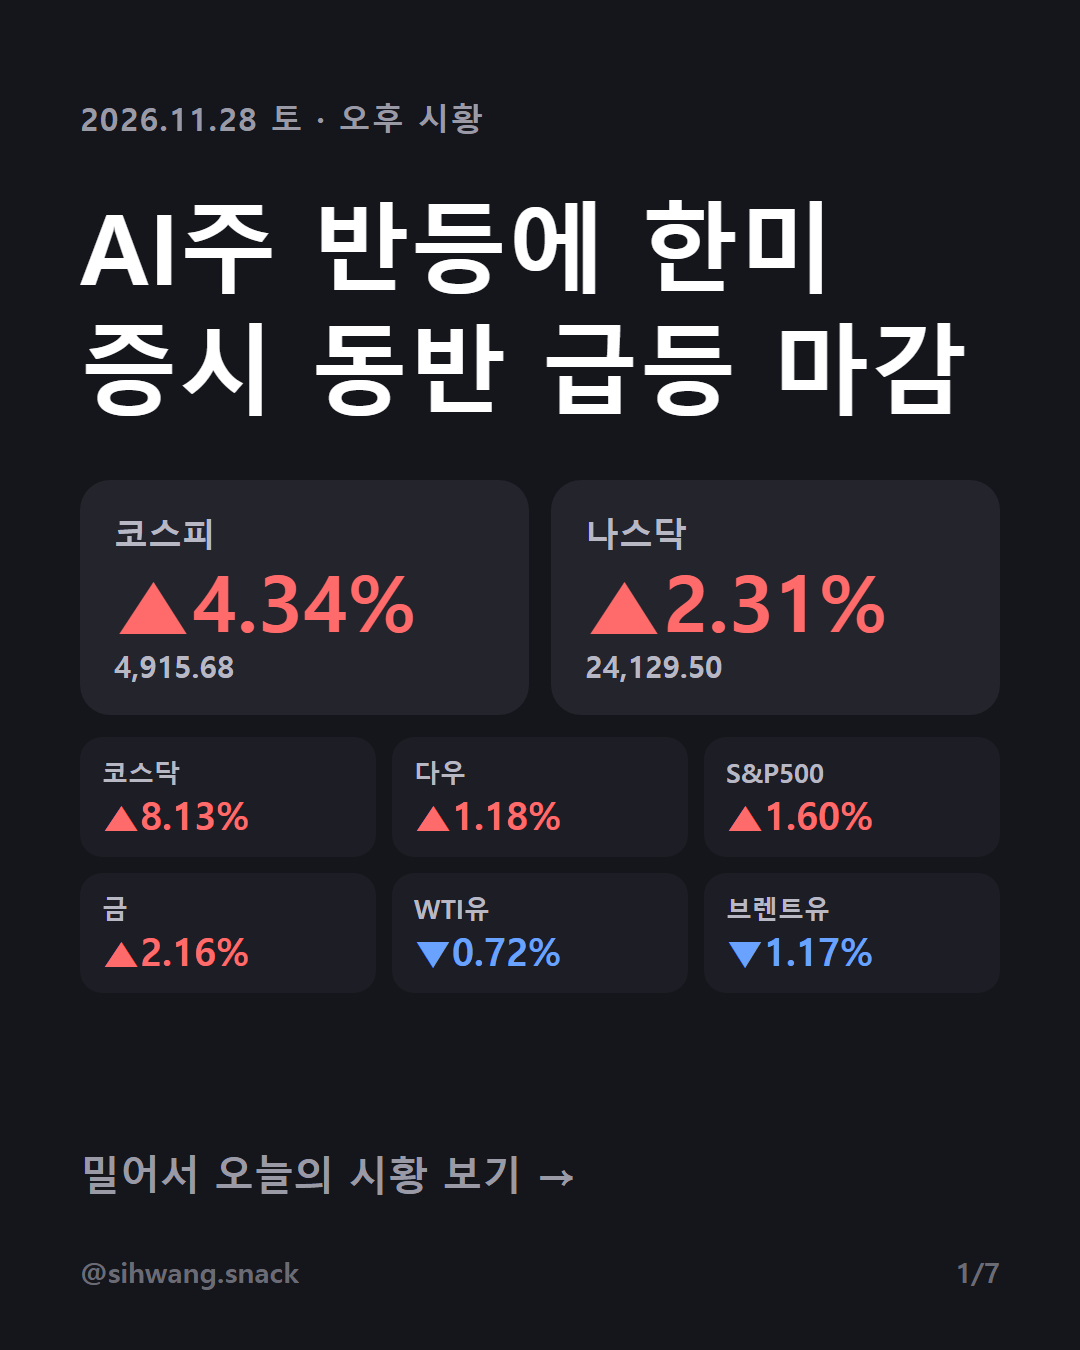 2026.11.28 토 · 오후 시황
AI주 반등에 한미
증시 동반 급등 마감
코스피
▲4.34%
4,915.68
나스닥
▲2.31%
24,129.50
코스닥
▲8.13%
다우
▲1.18%
S&P500
▲1.60%
금
▲2.16%
WTI유
▼0.72%
브렌트유
▼1.17%
밀어서 오늘의 시황 보기 →
@sihwang.snack
1/7